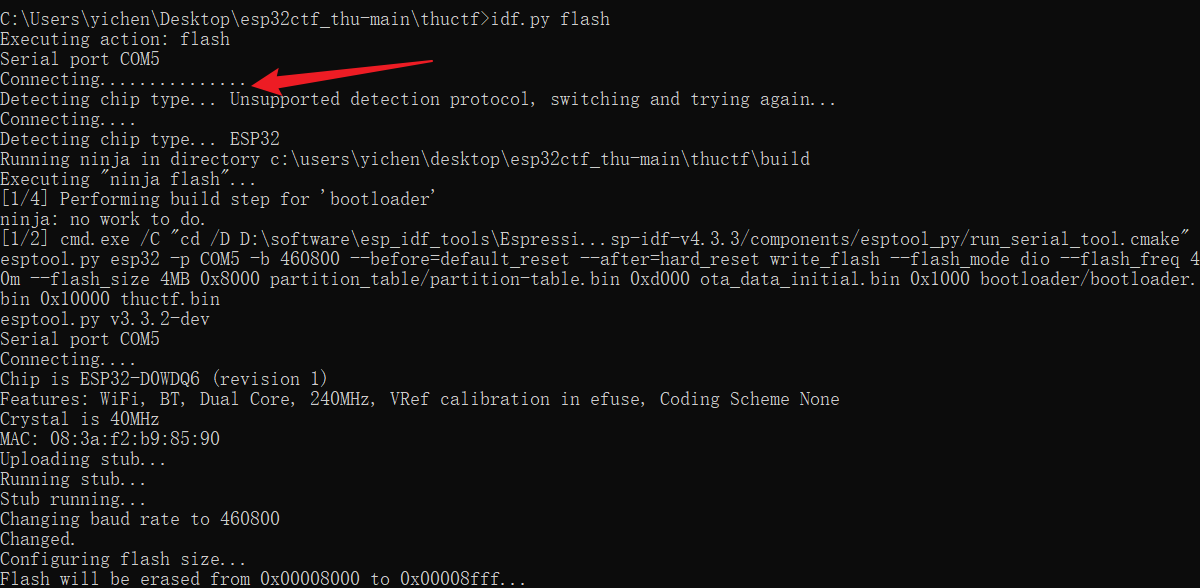 C:\Users\yichen\Desktop\esp32ctf_thu-main\thuctf>idf.py flash
Executing action: flash
Serial port COM5
Connecting...............
Detecting chip type... Unsupported detection protocol, switching and trying again...
Connecting....
Detecting chip type... ESP32
Running ninja in directory c:\users\yichen\desktop\esp32ctf_thu-main\thuctf\build
Executing "ninja flash"...
[1/4] Performing build step for 'bootloader'
ninja: no work to do.
[1/2] cmd.exe /C "cd /D D:\software\esp_idf_tools\Espressi...sp-idf-v4.3.3/components/esptool_py/run_serial_tool.cmake"
esptool.py esp32 -p COM5 -b 460800 --before=default_reset --after=hard_reset write_flash --flash_mode dio --flash_freq 4
0m --flash_size 4MB 0x8000 partition_table/partition-table.bin 0xd000 ota_data_initial.bin 0x1000 bootloader/bootloader.
bin 0x10000 thuctf.bin
esptool.py v3.3.2-dev
Serial port COM5
Connecting....
Chip is ESP32-D0WDQ6 (revision 1)
Features: WiFi, BT, Dual Core, 240MHz, VRef calibration in efuse, Coding Scheme None
Crystal is 40MHz
MAC: 08:3a:f2:b9:85:90
Uploading stub...
Running stub...
Stub running...
Changing baud rate to 460800
Changed.
Configuring flash size...
Flash will be erased from 0x00008000 to 0x00008fff...